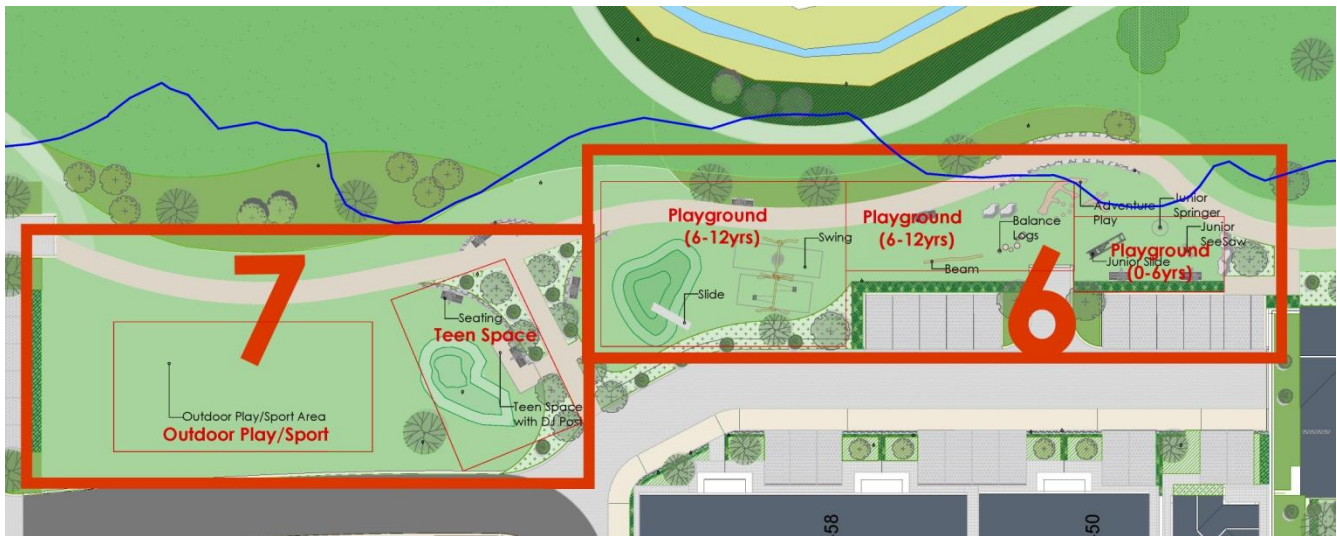 7
Seating
Teen Space
Teen Space
with DJ Post
Outdoor Play/Sport Area
Outdoor Play/Sport
6
Playground
(6-12yrs)
Swing
Slide
Playground
(6-12yrs)
Balance
Logs
Beam
Adventure
Play
Junior
Springer
Junior
SeeSaw
Junior Slide
Playground
(0-6yrs)
58
50